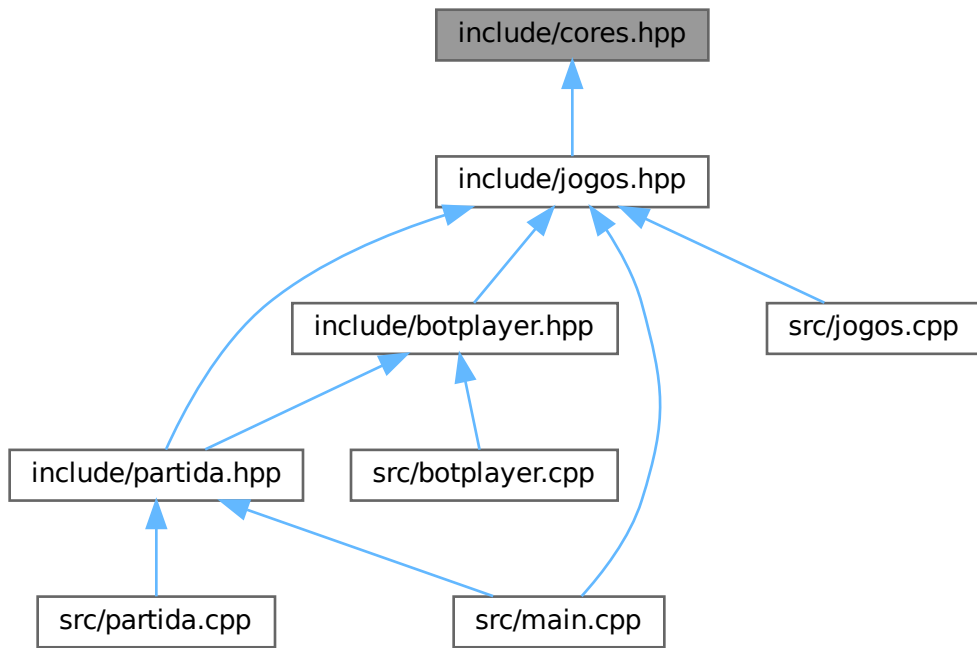 include/cores.hpp
include/jogos.hpp
include/botplayer.hpp
src/jogos.cpp
include/partida.hpp
src/botplayer.cpp
src/partida.cpp
src/main.cpp